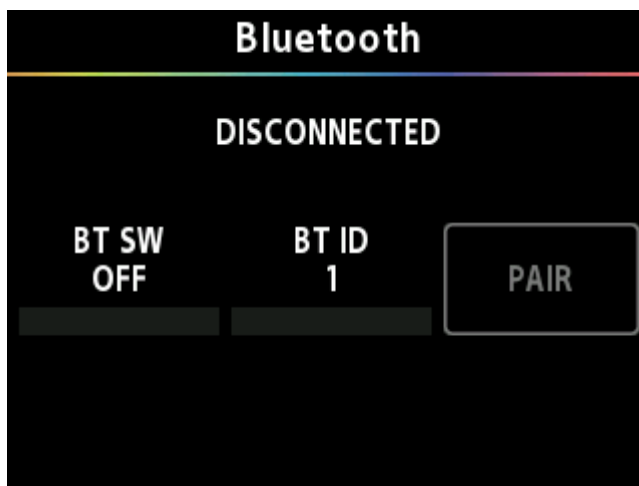 Bluetooth
DISCONNECTED
BT SW
OFF
BT ID
1
PAIR